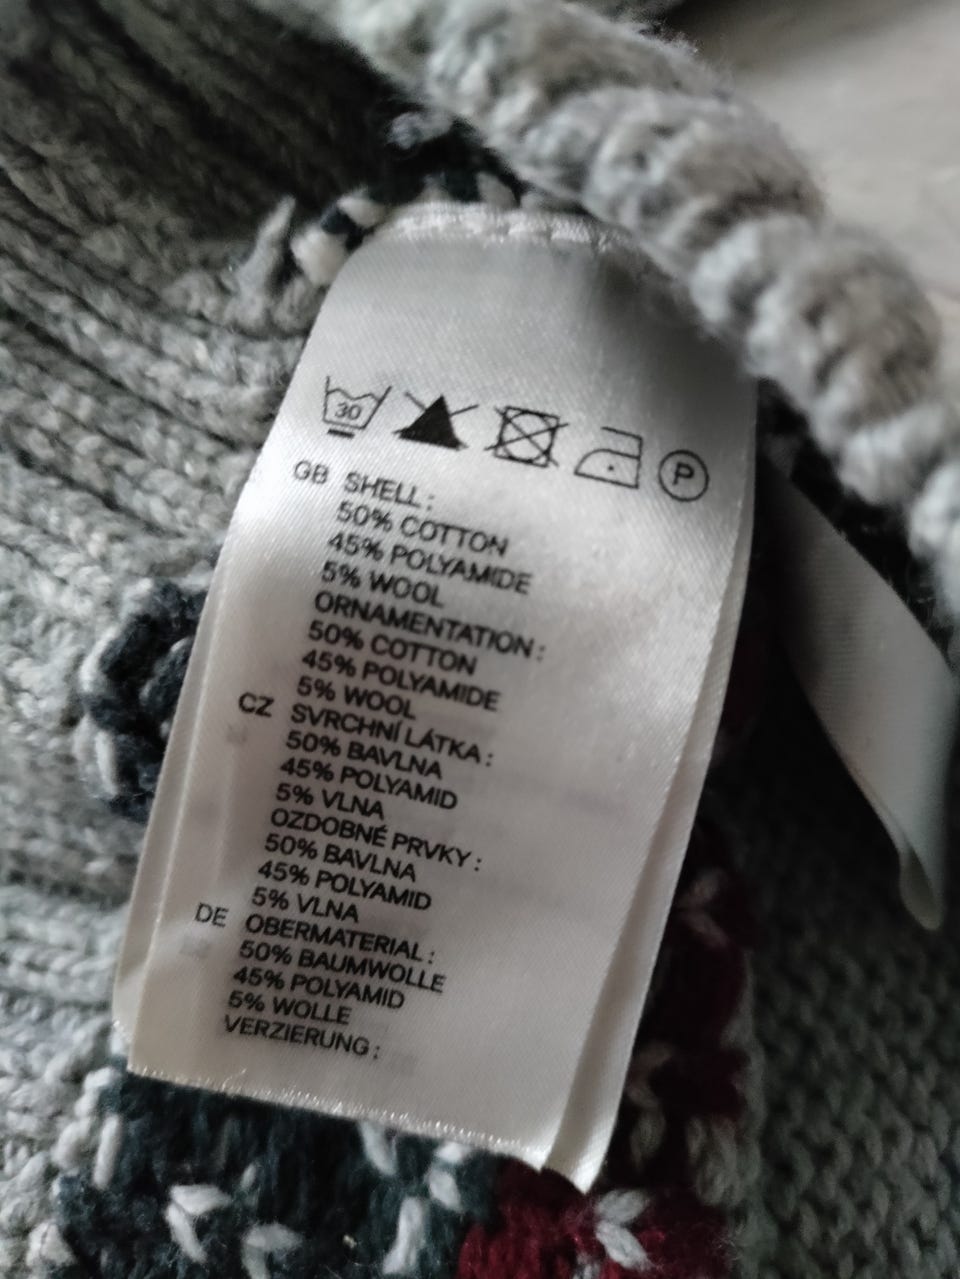 30
P
GB SHELL:
50% COTTON
45% POLYAMIDE
5% WOOL
ORNAMENTATION:
50% COTTON
45% POLYAMIDE
5% WOOL
CZ SVRCHNÍ LÁTKA:
50% BAVLNA
45% POLYAMID
5% VLNA
OZDOBNÉ PRVKY:
50% BAVLNA
45% POLYAMID
5% VLNA
DE OBERMATERIAL:
50% BAUMWOLLE
45% POLYAMID
5% WOLLE
VERZIERUNG: